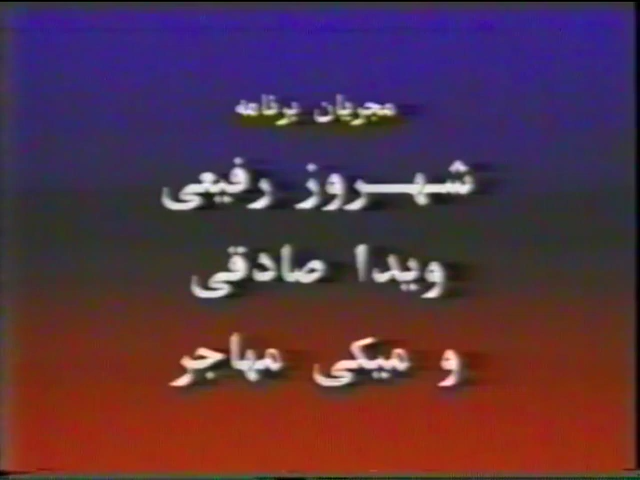 مجریان برنامه
شهروز رفیعی
ویدا صادقی
و میکی مهاجر